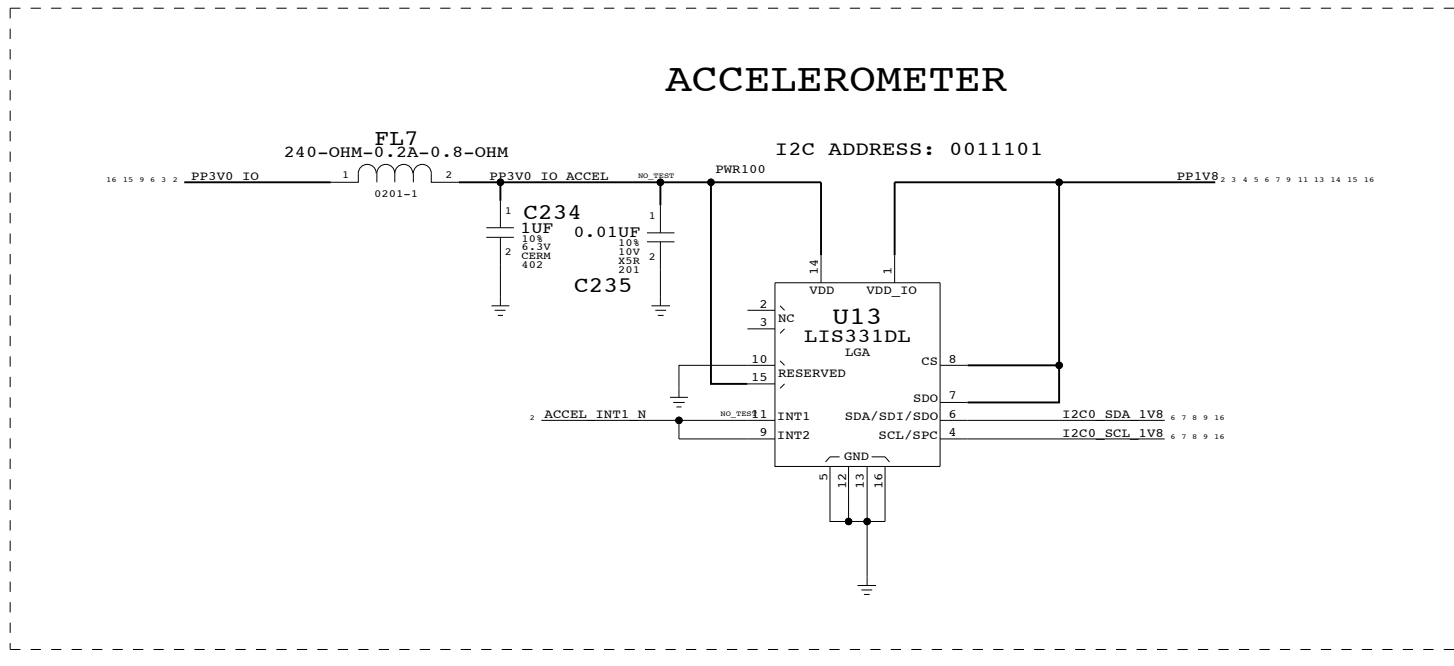 ACCELEROMETER
FL7
240-OHM-0.2A-0.8-OHM
I2C ADDRESS: 0011101
16 15 9 6 3 2 PP3V0_IO 1 2 PP3V0_IO_ACCEL NO_TEST PWR100 PP1V8 2 3 4 5 6 7 9 11 13 14 15 16
0201-1
1 C234
1UF
10%
6.3V
CERM
402
2
1
0.01UF
10%
10V
X5R
201
2
C235
14 1
VDD VDD_IO
U13
LIS331DL
LGA
2 NC
3
10 RESERVED
15
CS 8
SDO 7
2 ACCEL_INT1_N NO_TEST 11 INT1 SDA/SDI/SDO 6 I2C0_SDA_1V8 6 7 8 9 16
9 INT2 SCL/SPC 4 I2C0_SCL_1V8 6 7 8 9 16
GND
5 12 13 16